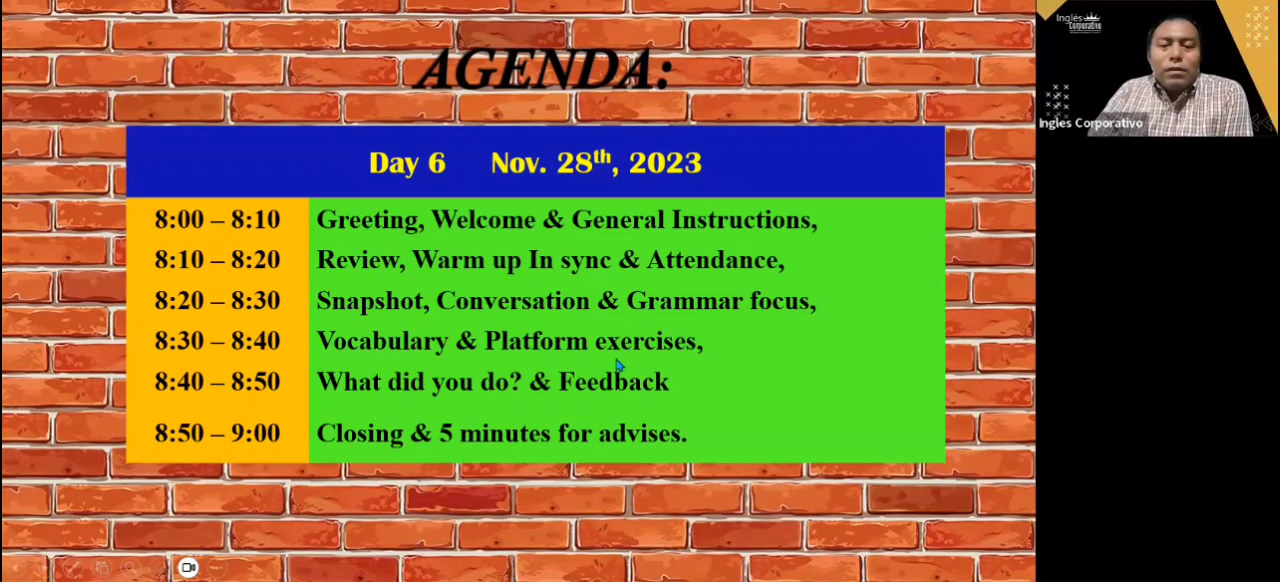 AGENDA:
Day 6 Nov. 28th, 2023
8:00 – 8:10 Greeting, Welcome & General Instructions,
8:10 – 8:20 Review, Warm up In sync & Attendance,
8:20 – 8:30 Snapshot, Conversation & Grammar focus,
8:30 – 8:40 Vocabulary & Platform exercises,
8:40 – 8:50 What did you do? & Feedback
8:50 – 9:00 Closing & 5 minutes for advises.
Inglés
Corporativo
Ingles Corporativo